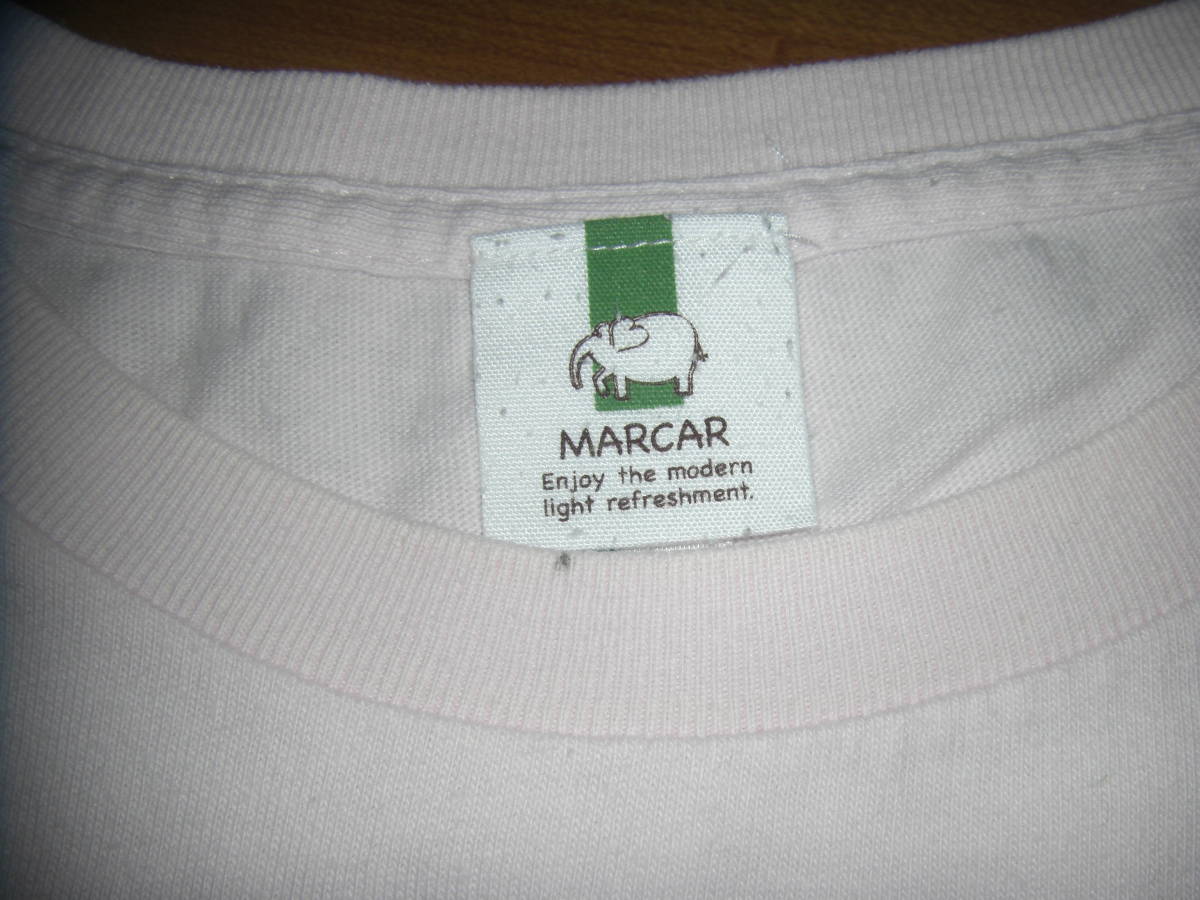 MARCAR
Enjoy the modern
light refreshment.